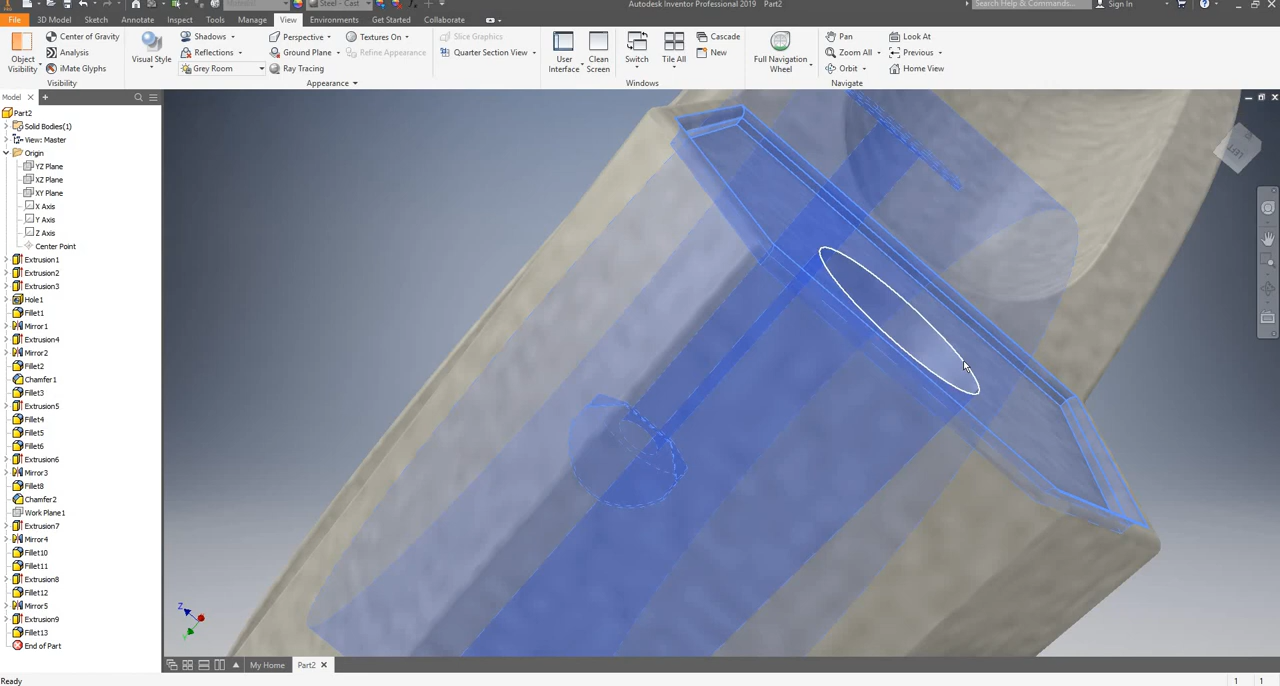 Material Steel - Cast
Autodesk Inventor Professional 2019 Part2
Search Help & Commands... Sign In
File 3D Model Sketch Annotate Inspect Tools Manage View Environments Get Started Collaborate
Object Visibility
Center of Gravity
Analysis
iMate Glyphs
Visibility
Visual Style
Shadows
Reflections
Grey Room
Perspective
Ground Plane
Ray Tracing
Textures On
Refine Appearance
Appearance
Slice Graphics
Quarter Section View
User Interface
Clean Screen
Switch
Tile All
Cascade
New
Windows
Full Navigation Wheel
Pan
Zoom All
Orbit
Look At
Previous
Home View
Navigate
Model
Part2
Solid Bodies(1)
View: Master
Origin
YZ Plane
XZ Plane
XY Plane
X Axis
Y Axis
Z Axis
Center Point
Extrusion1
Extrusion2
Extrusion3
Hole1
Fillet1
Mirror1
Extrusion4
Mirror2
Fillet2
Chamfer1
Fillet3
Extrusion5
Fillet4
Fillet5
Fillet6
Extrusion6
Mirror3
Fillet8
Chamfer2
Work Plane1
Extrusion7
Mirror4
Fillet10
Fillet11
Extrusion8
Fillet12
Mirror5
Extrusion9
Fillet13
End of Part
Z
Y
My Home Part2
Ready 1 1